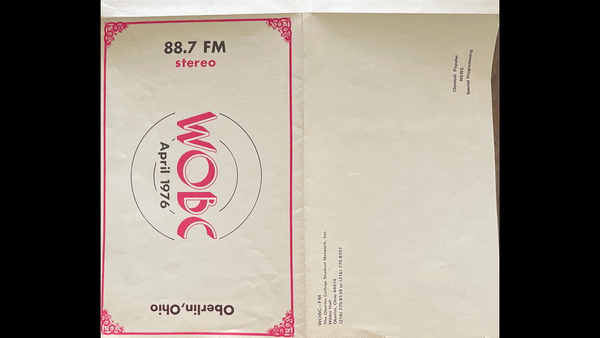 88.7 FM
stereo
WOBC
April 1976
Oberlin, Ohio
Classical Popular
NEWS
Special Programming
WOBC-FM
The Oberlin College Student Network, Inc.
Wilder Hall
Oberlin, Ohio 44074
(216) 775-8139 or (216) 775-8107